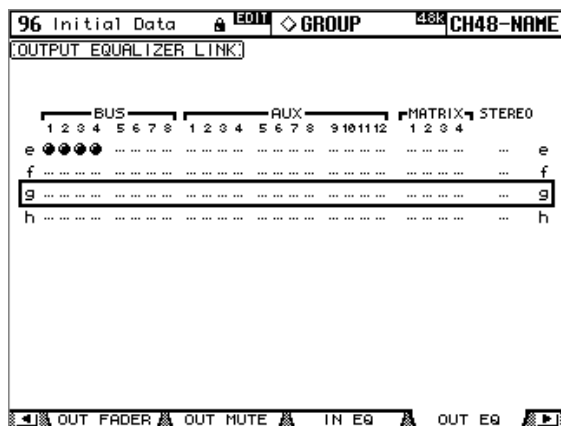 96 Initial Data EDIT GROUP 48K CH48-NAME
OUTPUT EQUALIZER LINK
BUS AUX MATRIX STEREO
1 2 3 4 5 6 7 8 1 2 3 4 5 6 7 8 9 10 11 12 1 2 3 4
e e
f f
g g
h h
OUT FADER OUT MUTE IN EQ OUT EQ